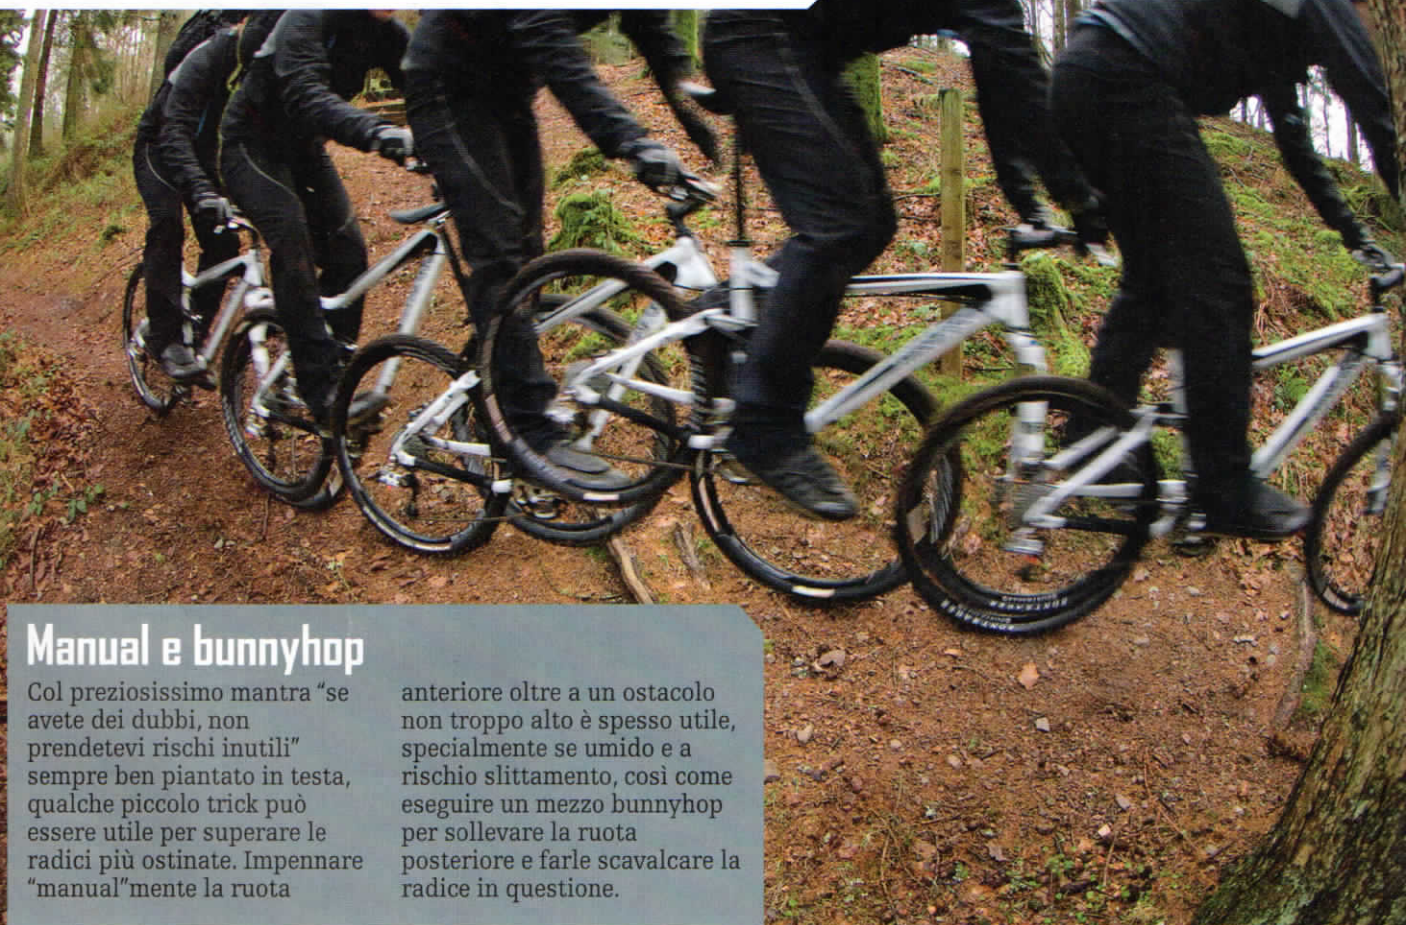 Manual e bunnyhop
Col preziosissimo mantra “se
avete dei dubbi, non
prendetevi rischi inutili”
sempre ben piantato in testa,
qualche piccolo trick può
essere utile per superare le
radici più ostinate. Impennare
“manual”mente la ruota
anteriore oltre a un ostacolo
non troppo alto è spesso utile,
specialmente se umido e a
rischio slittamento, così come
eseguire un mezzo bunnyhop
per sollevare la ruota
posteriore e farle scavalcare la
radice in questione.
BONTRAGER